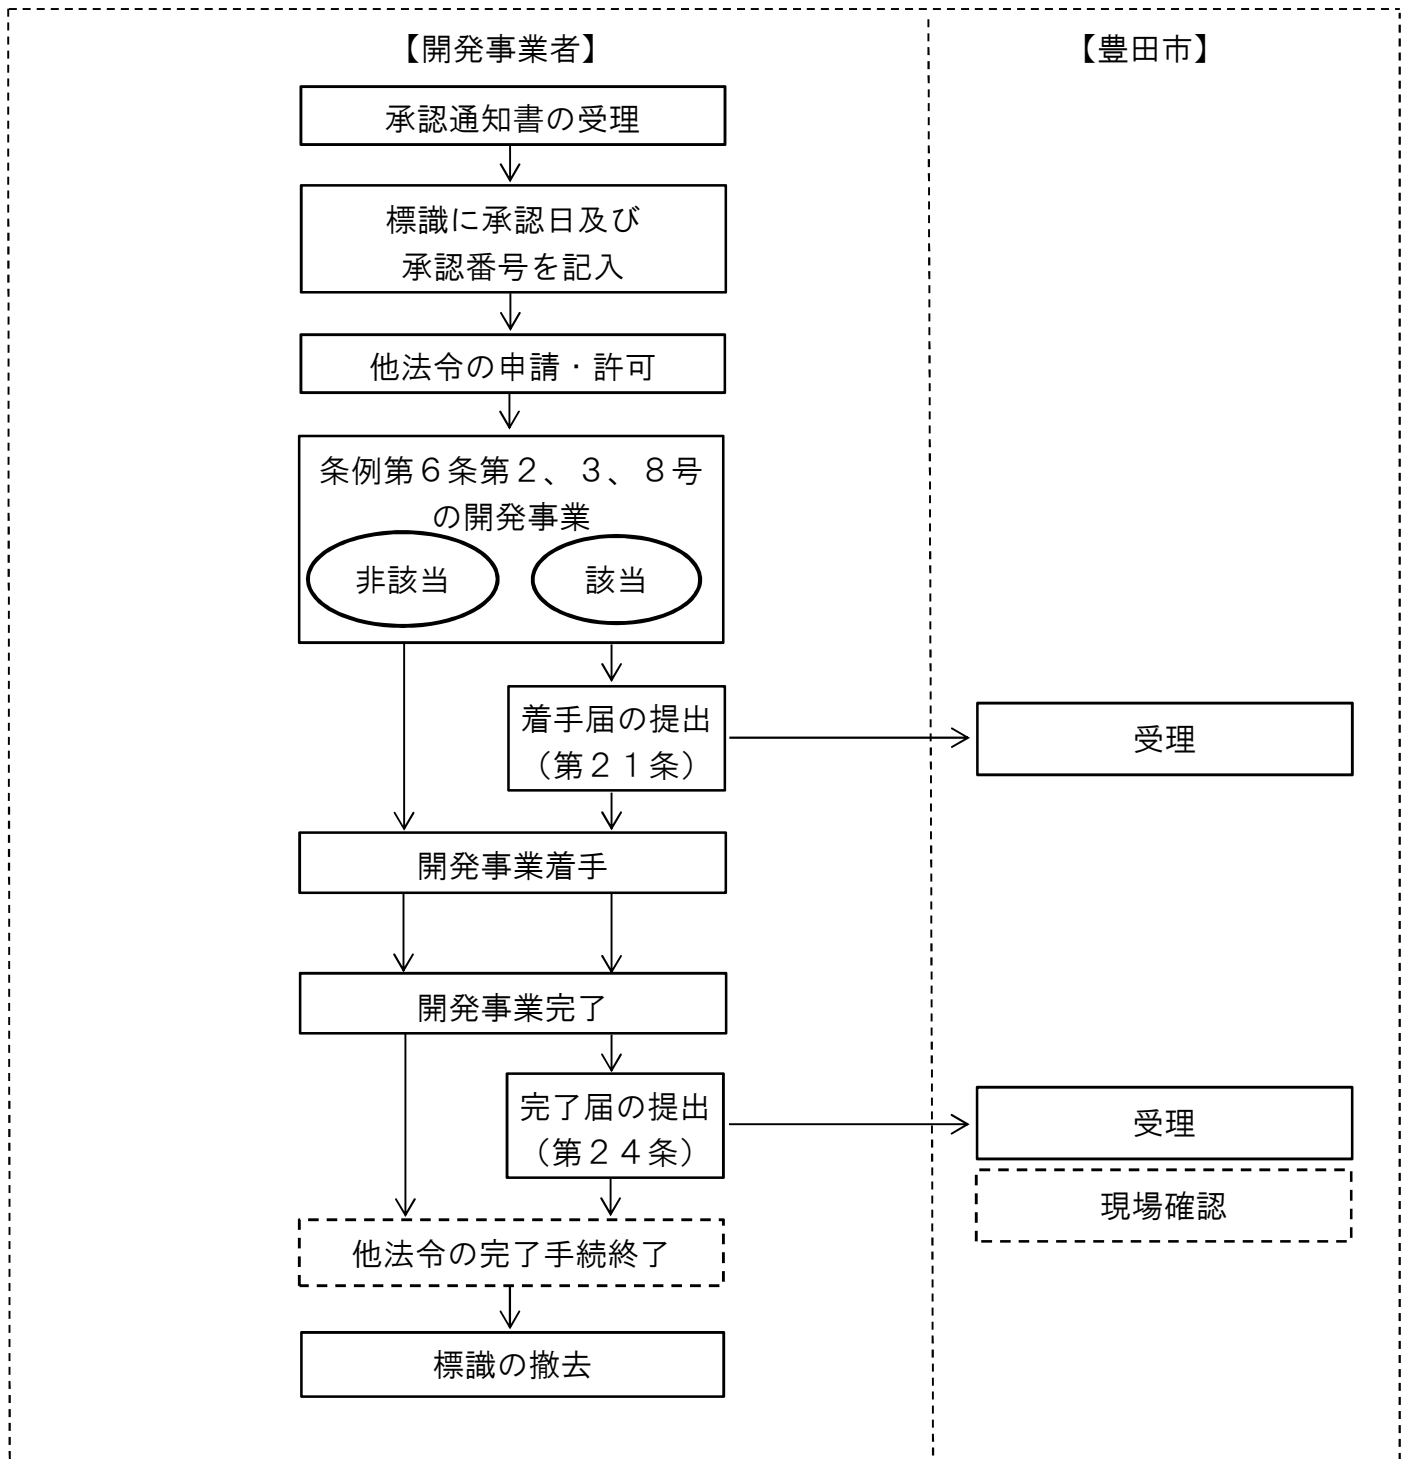 【開発事業者】
【豊田市】
承認通知書の受理
標識に承認日及び
承認番号を記入
他法令の申請・許可
条例第６条第２、３、８号
の開発事業
非該当
該当
着手届の提出
（第２１条）
受理
開発事業着手
開発事業完了
完了届の提出
（第２４条）
受理
現場確認
他法令の完了手続終了
標識の撤去